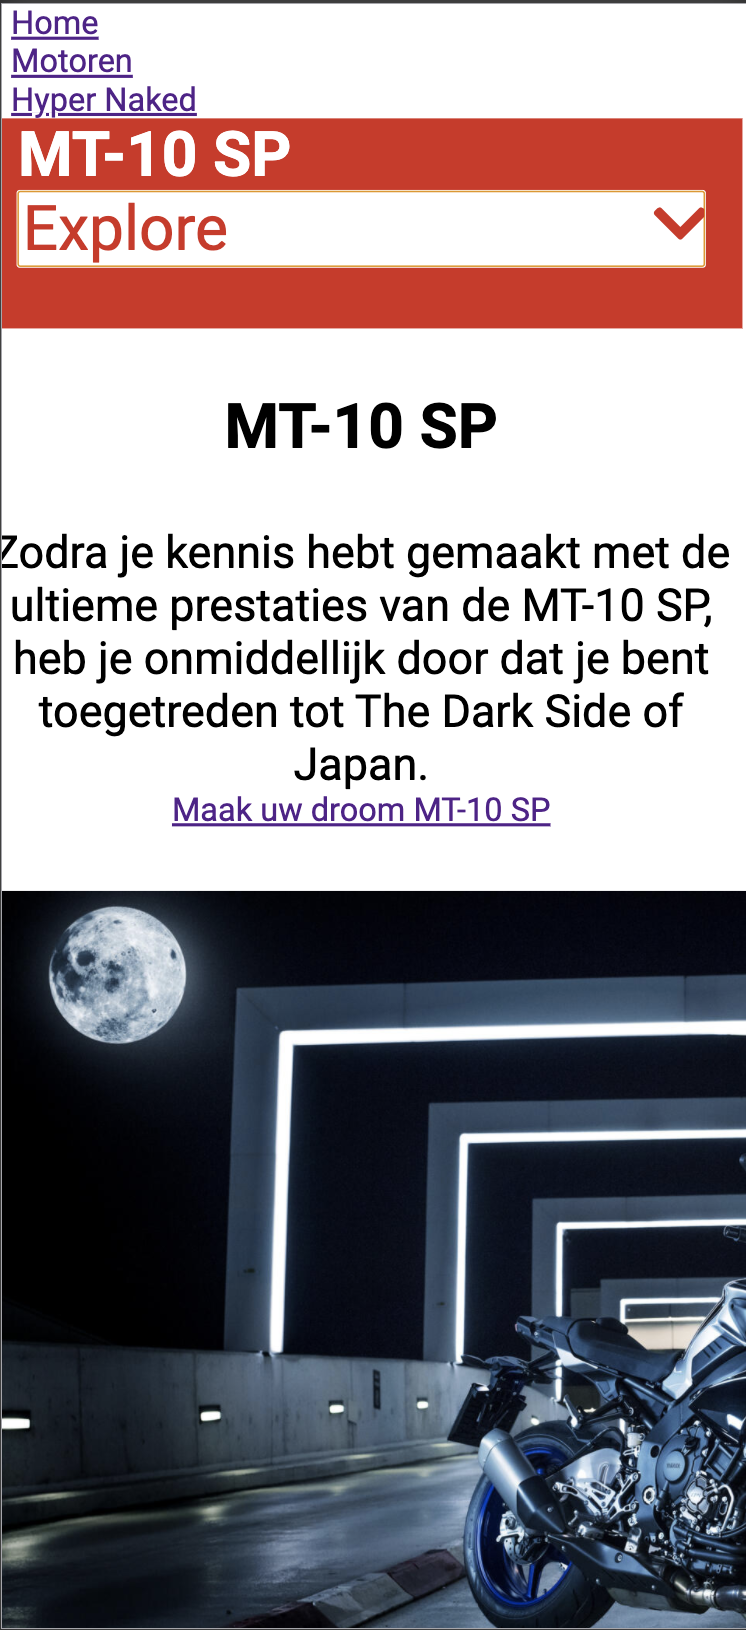 Home
Motoren
Hyper Naked
MT-10 SP
Explore
MT-10 SP
Zodra je kennis hebt gemaakt met de
ultieme prestaties van de MT-10 SP,
heb je onmiddellijk door dat je bent
toegetreden tot The Dark Side of
Japan.
Maak uw droom MT-10 SP